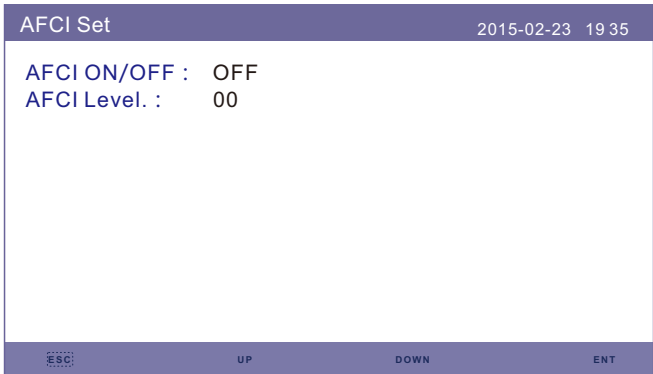 AFCI Set 2015-02-23 19 35
AFCI ON/OFF : OFF
AFCI Level. : 00
ESC UP DOWN ENT